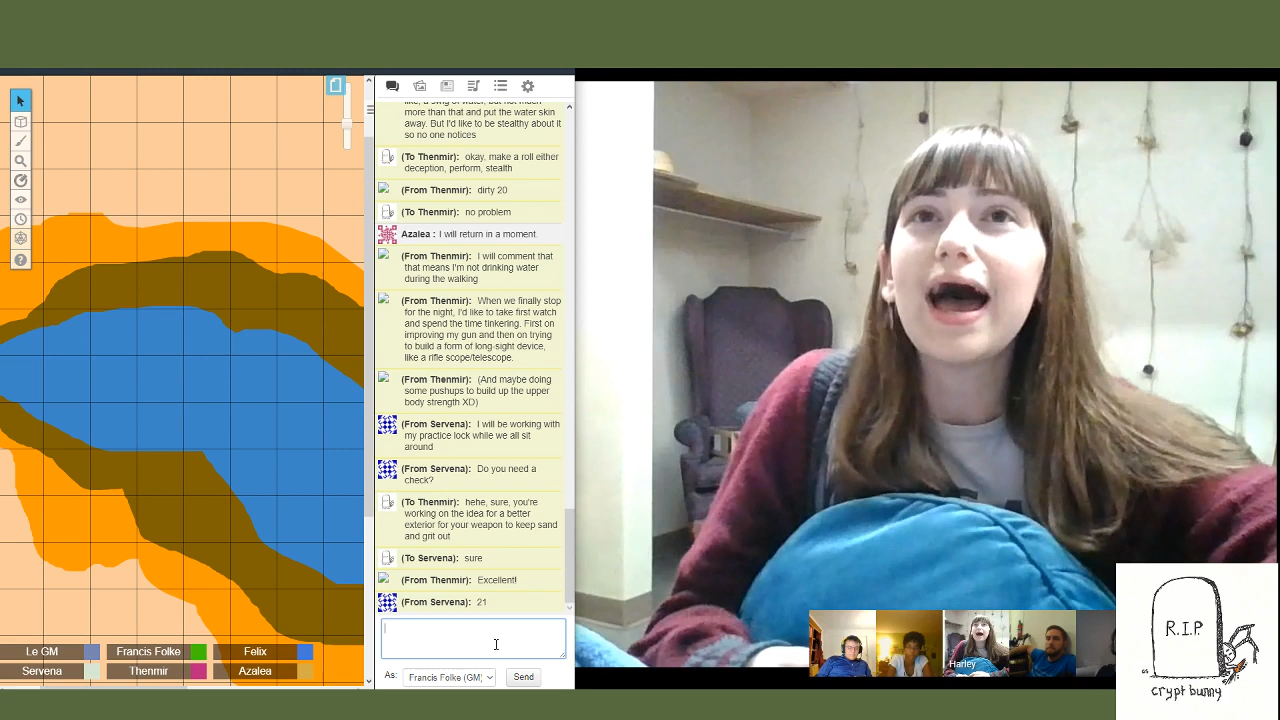 like, a swig of water, but not much
more than that and put the water skin
away. But I'd like to be stealthy about it
so no one notices
(To Thenmir): okay, make a roll either
deception, perform, stealth
(From Thenmir): dirty 20
(To Thenmir): no problem
Azalea : I will return in a moment.
(From Thenmir): I will comment that
that means I'm not drinking water
during the walking
(From Thenmir): When we finally stop
for the night, I'd like to take first watch
and spend the time tinkering. First on
improving my gun and then on trying
to build a form of long-sight device,
like a rifle scope/telescope.
(From Thenmir): (And maybe doing
some pushups to build up the upper
body strength XD)
(From Servena): I will be working with
my practice lock while we all sit
around
(From Servena): Do you need a
check?
(To Thenmir): hehe, sure, you're
working on the idea for a better
exterior for your weapon to keep sand
and grit out
(To Servena): sure
(From Thenmir): Excellent!
(From Servena): 21
As: Francis Folke (GM) Send
Le GM Francis Folke Felix
Servena Thenmir Azalea
Harley
R.I.P
crypt bunny